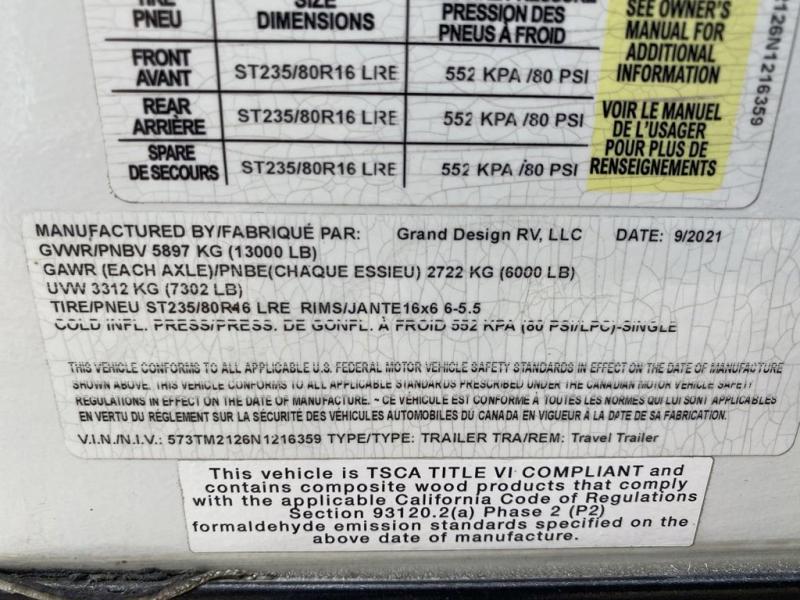 TIRE PNEU
SIZE DIMENSIONS
PRESSION DES PNEUS À FROID
SEE OWNER'S MANUAL FOR ADDITIONAL INFORMATION
FRONT AVANT ST235/80R16 LRE 552 KPA /80 PSI
REAR ARRIÈRE ST235/80R16 LRE 552 KPA /80 PSI
SPARE DE SECOURS ST235/80R16 LRE 552 KPA /80 PSI
VOIR LE MANUEL DE L'USAGER POUR PLUS DE RENSEIGNEMENTS
126N1216359
MANUFACTURED BY/FABRIQUÉ PAR: Grand Design RV, LLC DATE: 9/2021
GVWR/PNBV 5897 KG (13000 LB)
GAWR (EACH AXLE)/PNBE(CHAQUE ESSIEU) 2722 KG (6000 LB)
UVW 3312 KG (7302 LB)
TIRE/PNEU ST235/80R16 LRE RIMS/JANTE16x6 6-5.5
COLD INFL. PRESS/PRESS. DE GONFL. À FROID 552 KPA (80 PSI/LPC)-SINGLE
THIS VEHICLE CONFORMS TO ALL APPLICABLE U.S. FEDERAL MOTOR VEHICLE SAFETY STANDARDS IN EFFECT ON THE DATE OF MANUFACTURE
SHOWN ABOVE. THIS VEHICLE CONFORMS TO ALL APPLICABLE STANDARDS PRESCRIBED UNDER THE CANADIAN MOTOR VEHICLE SAFETY
REGULATIONS IN EFFECT ON THE DATE OF MANUFACTURE. ~ CE VÉHICULE EST CONFORME À TOUTES LES NORMES QUI LUI SONT APPLICABLES
EN VERTU DU RÈGLEMENT SUR LA SÉCURITÉ DES VÉHICULES AUTOMOBILES DU CANADA EN VIGUEUR À LA DATE DE SA FABRICATION.
V.I.N./N.I.V.: 573TM2126N1216359 TYPE/TYPE: TRAILER TRA/REM: Travel Trailer
This vehicle is TSCA TITLE VI COMPLIANT and
contains composite wood products that comply
with the applicable California Code of Regulations
Section 93120.2(a) Phase 2 (P2)
formaldehyde emission standards specified on the
above date of manufacture.